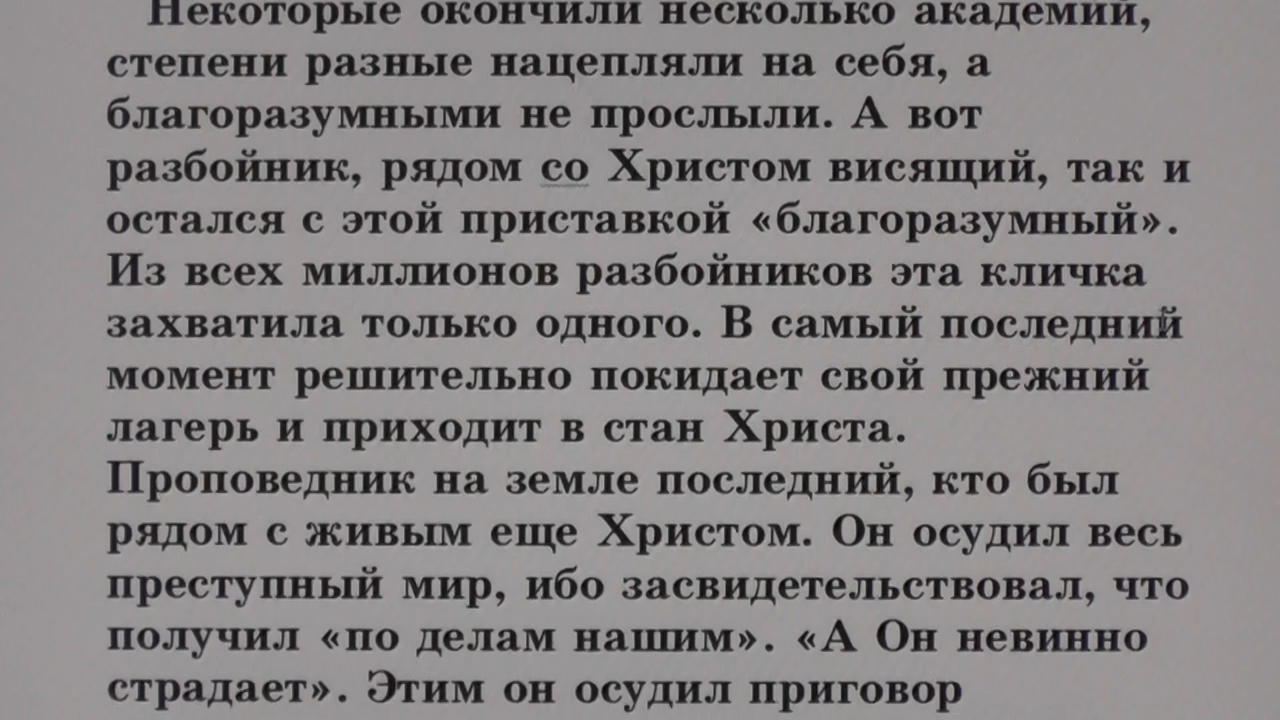 Некоторые окончили несколько академий,
степени разные нацепляли на себя, а
благоразумными не прослыли. А вот
разбойник, рядом со Христом висящий, так и
остался с этой приставкой «благоразумный».
Из всех миллионов разбойников эта кличка
захватила только одного. В самый последний
момент решительно покидает свой прежний
лагерь и приходит в стан Христа.
Проповедник на земле последний, кто был
рядом с живым еще Христом. Он осудил весь
преступный мир, ибо засвидетельствовал, что
получил «по делам нашим». «А Он невинно
страдает». Этим он осудил приговор